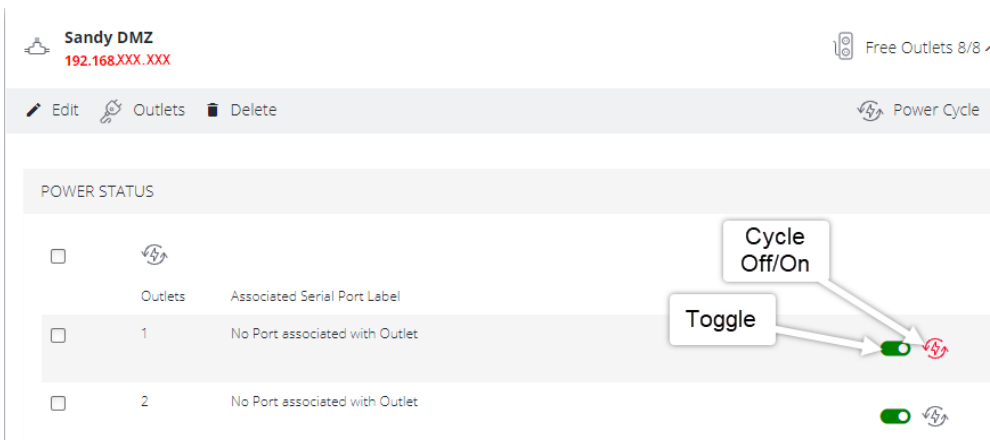 Sandy DMZ
192.168.XXX.XXX
Free Outlets 8/8
Edit Outlets Delete Power Cycle
POWER STATUS
Cycle
Off/On
Outlets Associated Serial Port Label
Toggle
1 No Port associated with Outlet
2 No Port associated with Outlet